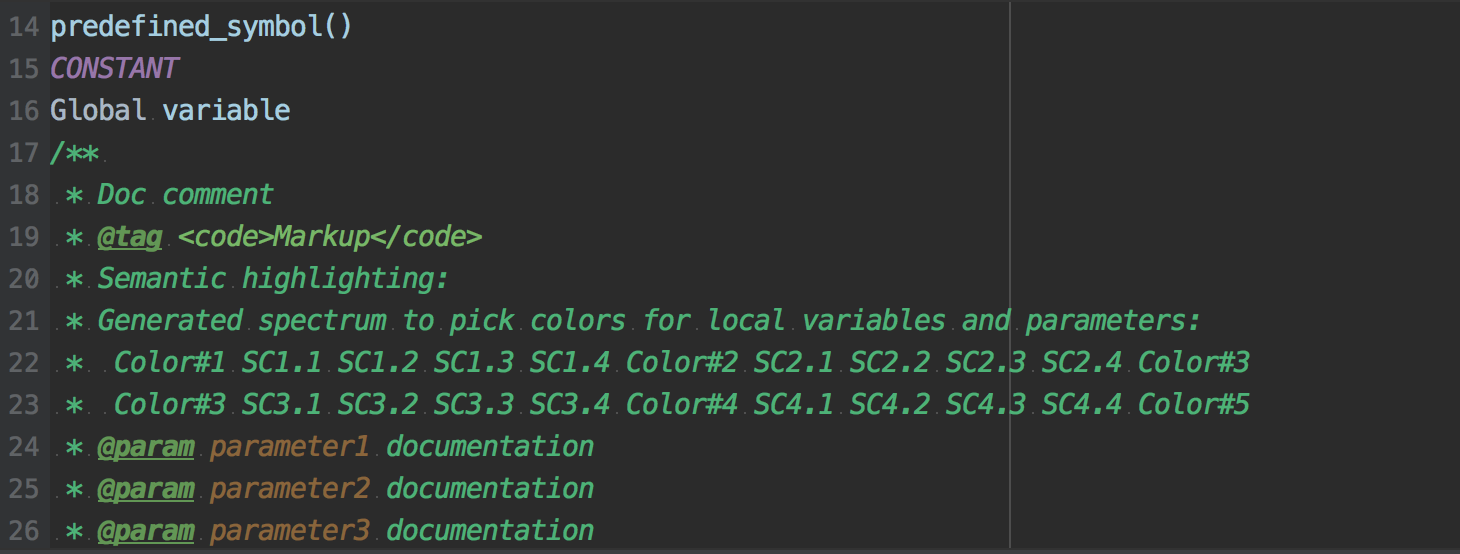 14 predefined_symbol()
15 CONSTANT
16 Global variable
17 /**
18 * Doc comment
19 * @tag <code>Markup</code>
20 * Semantic highlighting:
21 * Generated spectrum to pick colors for local variables and parameters:
22 *  Color#1 SC1.1 SC1.2 SC1.3 SC1.4 Color#2 SC2.1 SC2.2 SC2.3 SC2.4 Color#3
23 *  Color#3 SC3.1 SC3.2 SC3.3 SC3.4 Color#4 SC4.1 SC4.2 SC4.3 SC4.4 Color#5
24 * @param parameter1 documentation
25 * @param parameter2 documentation
26 * @param parameter3 documentation